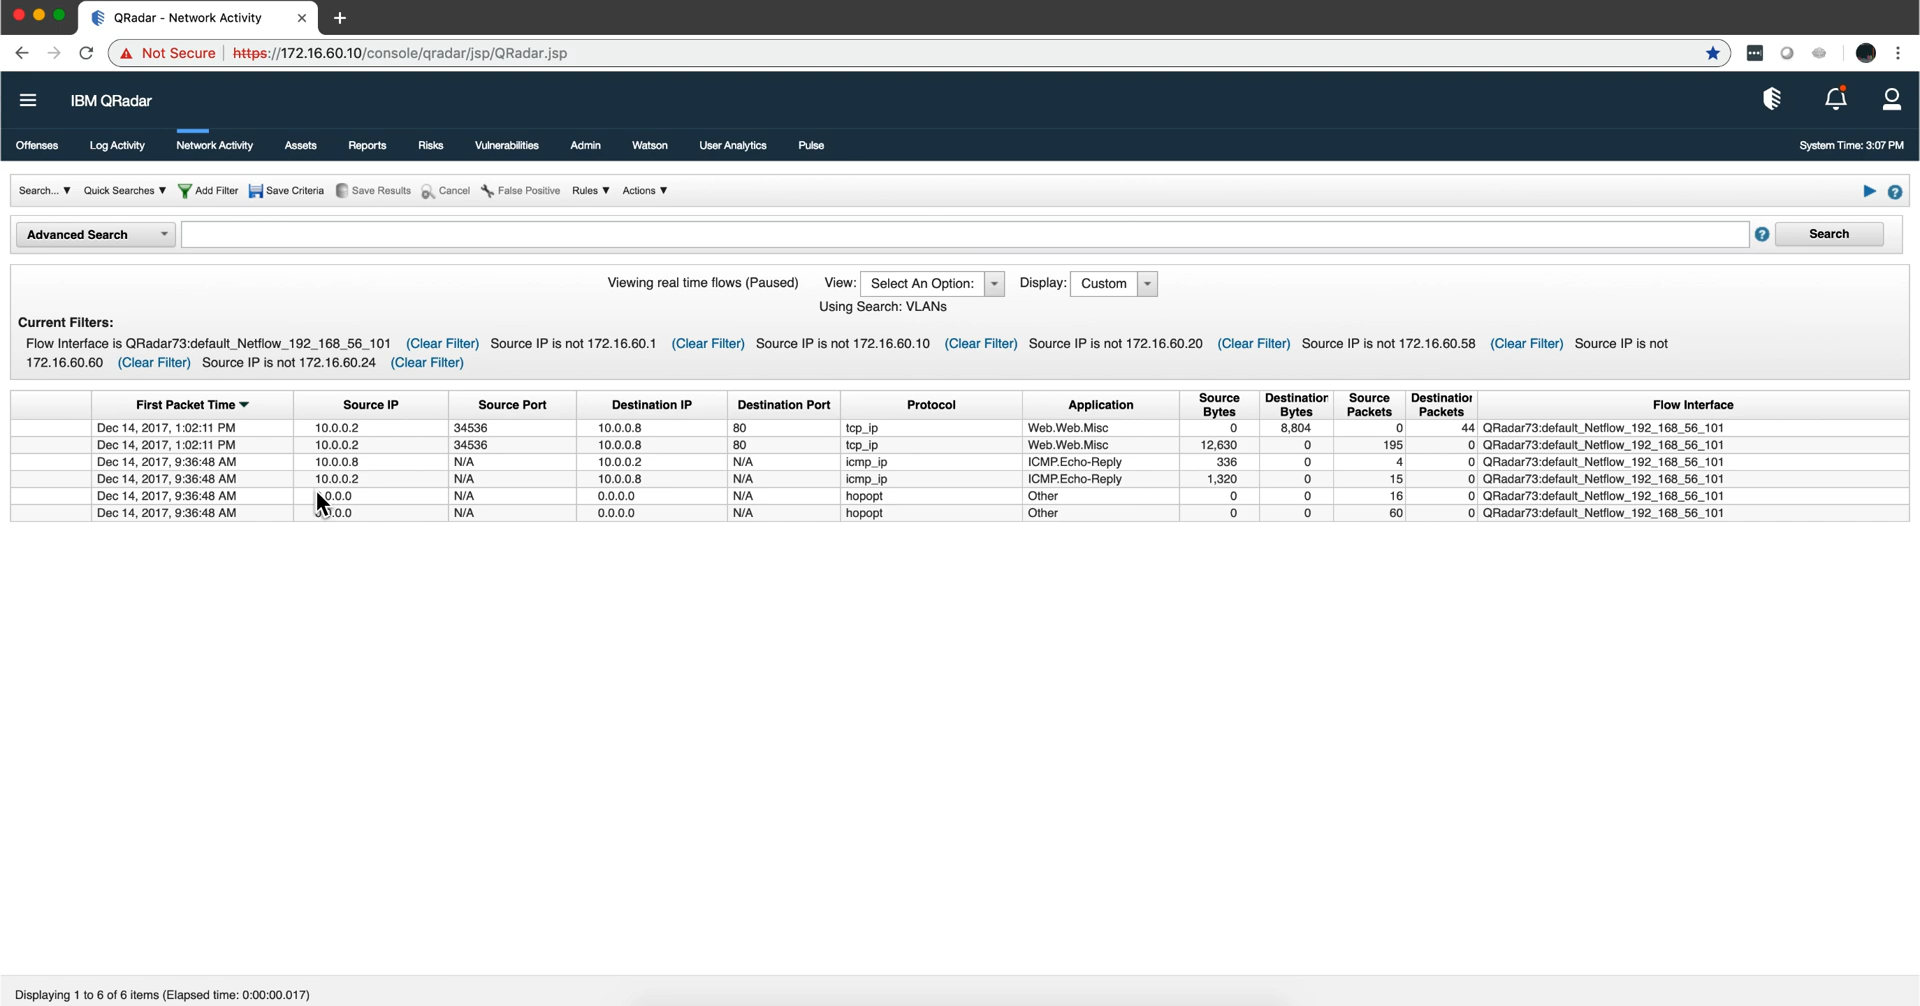 QRadar - Network Activity
Not Secure https://172.16.60.10/console/qradar/jsp/QRadar.jsp
IBM QRadar
Offenses Log Activity Network Activity Assets Reports Risks Vulnerabilities Admin Watson User Analytics Pulse System Time: 3:07 PM
Search... Quick Searches Add Filter Save Criteria Save Results Cancel False Positive Rules Actions
Advanced Search Search
Viewing real time flows (Paused) View: Select An Option: Display: Custom
Using Search: VLANs
Current Filters:
Flow Interface is QRadar73:default_Netflow_192_168_56_101 (Clear Filter) Source IP is not 172.16.60.1 (Clear Filter) Source IP is not 172.16.60.10 (Clear Filter) Source IP is not 172.16.60.20 (Clear Filter) Source IP is not 172.16.60.58 (Clear Filter) Source IP is not
172.16.60.60 (Clear Filter) Source IP is not 172.16.60.24 (Clear Filter)
First Packet Time Source IP Source Port Destination IP Destination Port Protocol Application Source Bytes Destination Bytes Source Packets Destination Packets Flow Interface
Dec 14, 2017, 1:02:11 PM 10.0.0.2 34536 10.0.0.8 80 tcp_ip Web.Web.Misc 0 8,804 0 44 QRadar73:default_Netflow_192_168_56_101
Dec 14, 2017, 1:02:11 PM 10.0.0.2 34536 10.0.0.8 80 tcp_ip Web.Web.Misc 12,630 0 195 0 QRadar73:default_Netflow_192_168_56_101
Dec 14, 2017, 9:36:48 AM 10.0.0.8 N/A 10.0.0.2 N/A icmp_ip ICMP.Echo-Reply 336 0 4 0 QRadar73:default_Netflow_192_168_56_101
Dec 14, 2017, 9:36:48 AM 10.0.0.2 N/A 10.0.0.8 N/A icmp_ip ICMP.Echo-Reply 1,320 0 15 0 QRadar73:default_Netflow_192_168_56_101
Dec 14, 2017, 9:36:48 AM N/A 0.0.0.0 N/A hopopt Other 0 0 16 0 QRadar73:default_Netflow_192_168_56_101
Dec 14, 2017, 9:36:48 AM N/A 0.0.0.0 N/A hopopt Other 0 0 60 0 QRadar73:default_Netflow_192_168_56_101
Displaying 1 to 6 of 6 items (Elapsed time: 0:00:00.017)